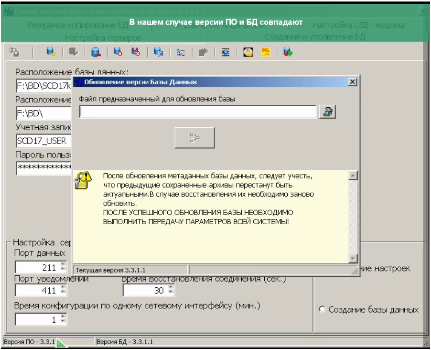 В нашем случае версии ПО и БД совпадают
Резервное копирование БД
Настройка USB - модема
Настройка серверов
Создание и управление БД
Расположение базы данных:
F:\BD\SCD17k
Расположение
F:\BD\
Учетная запис
SCD17_USER
Пароль пользо
Обновление версии Базы Данных
Файл предназначенный для обновления базы
После обновления метаданных базы данных, следует учесть,
что предыдущие сохраненные архивы перестанут быть
актуальными.В случае восстановления их необходимо заново
обновить.
ПОСЛЕ УСПЕШНОГО ОБНОВЛЕНИЯ БАЗЫ НЕОБХОДИМО
ВЫПОЛНИТЬ ПЕРЕДАЧУ ПАРАМЕТРОВ ВСЕЙ СИСТЕМЫ!
Текущая версия 3.3.1.1
Настройка сер
Порт данных
211
ние настроек
Порт уведомлений
Время восстановления соединения (сек.)
411
30
Время конфигурации по одному сетевому интерфейсу (мин.)
1
Создание базы данных
Версия ПО - 3.3.1
Версия БД - 3.3.1.1